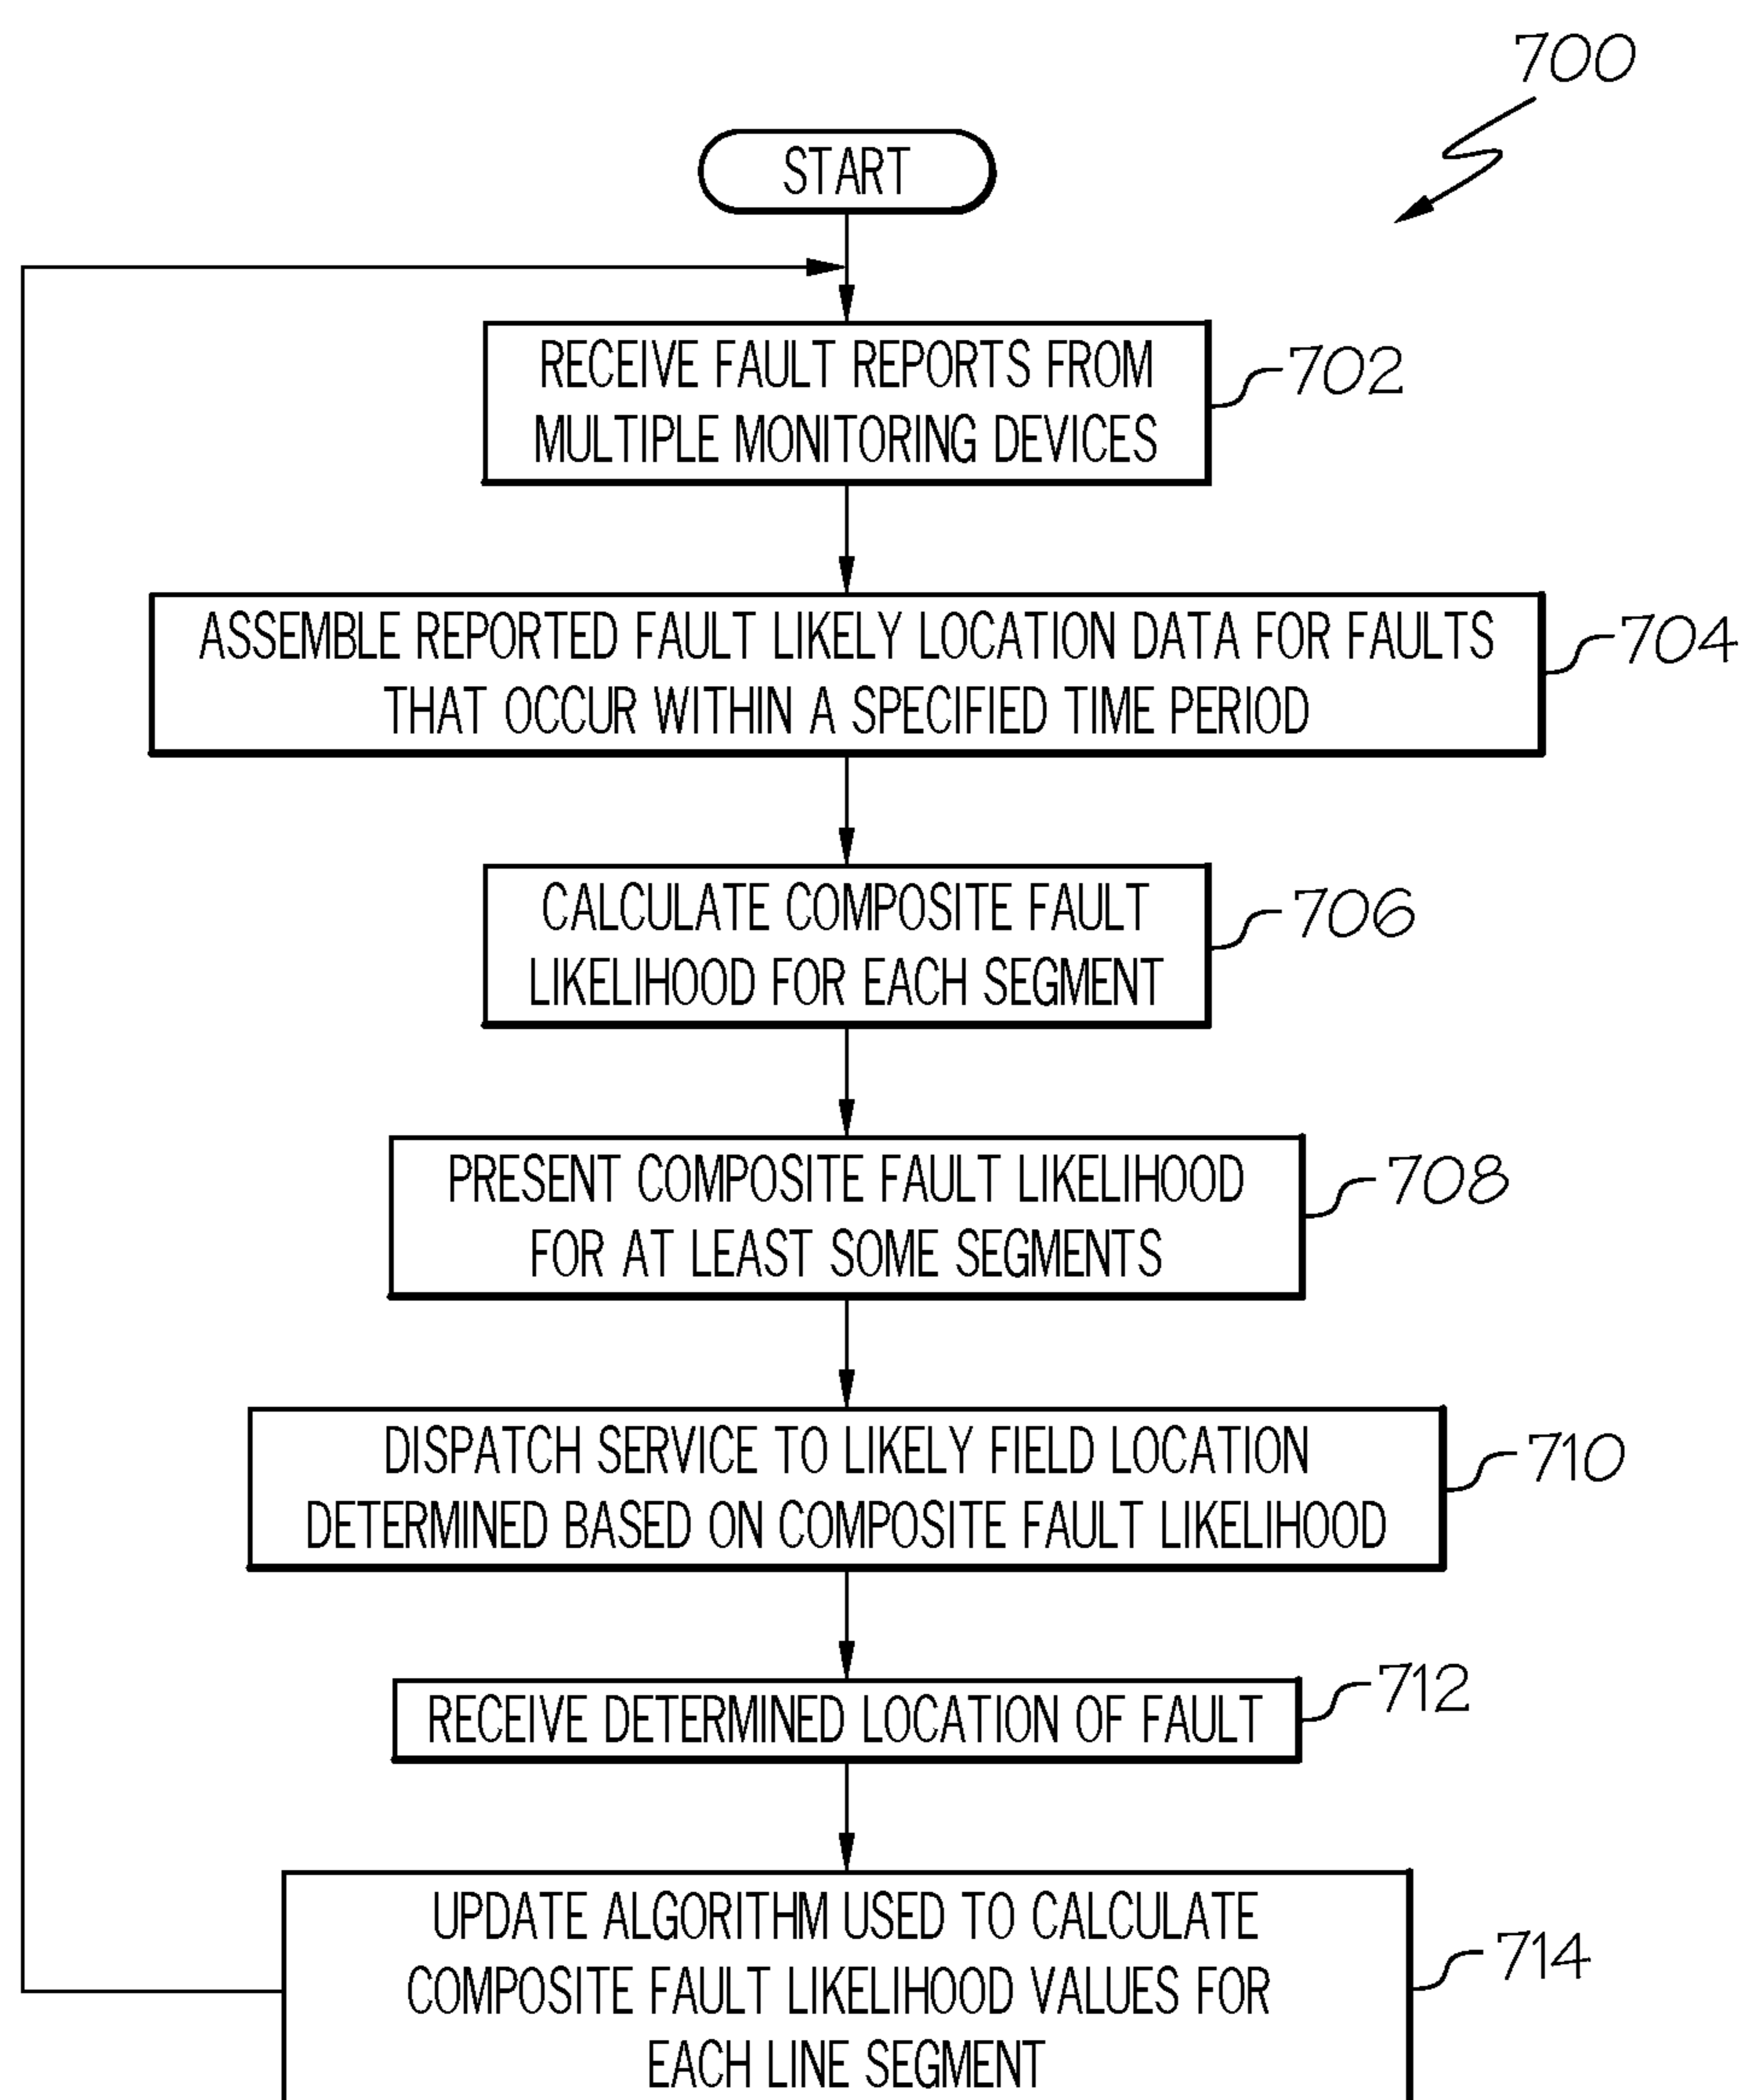 700
START
RECEIVE FAULT REPORTS FROM
MULTIPLE MONITORING DEVICES
702
ASSEMBLE REPORTED FAULT LIKELY LOCATION DATA FOR FAULTS
THAT OCCUR WITHIN A SPECIFIED TIME PERIOD
704
CALCULATE COMPOSITE FAULT
LIKELIHOOD FOR EACH SEGMENT
706
PRESENT COMPOSITE FAULT LIKELIHOOD
FOR AT LEAST SOME SEGMENTS
708
DISPATCH SERVICE TO LIKELY FIELD LOCATION
DETERMINED BASED ON COMPOSITE FAULT LIKELIHOOD
710
RECEIVE DETERMINED LOCATION OF FAULT
712
UPDATE ALGORITHM USED TO CALCULATE
COMPOSITE FAULT LIKELIHOOD VALUES FOR
EACH LINE SEGMENT
714